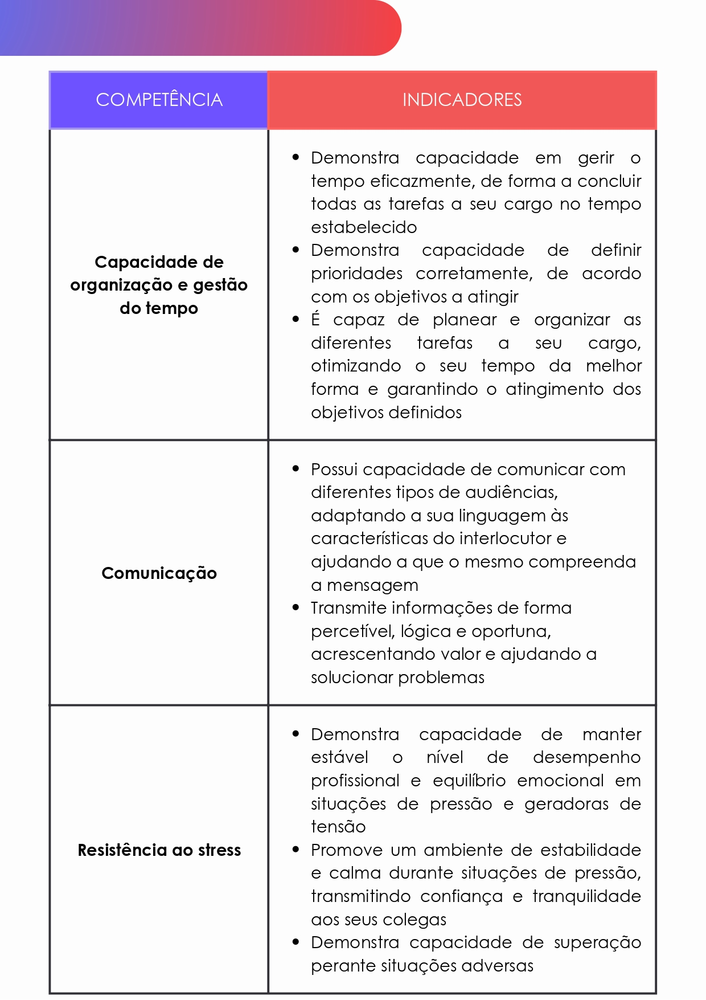 COMPETÊNCIA
INDICADORES
Capacidade de
organização e gestão
do tempo
• Demonstra capacidade em gerir o
tempo eficazmente, de forma a concluir
todas as tarefas a seu cargo no tempo
estabelecido
• Demonstra capacidade de definir
prioridades corretamente, de acordo
com os objetivos a atingir
• É capaz de planear e organizar as
diferentes tarefas a seu cargo,
otimizando o seu tempo da melhor
forma e garantindo o atingimento dos
objetivos definidos
Comunicação
• Possui capacidade de comunicar com
diferentes tipos de audiências,
adaptando a sua linguagem às
características do interlocutor e
ajudando a que o mesmo compreenda
a mensagem
• Transmite informações de forma
percetível, lógica e oportuna,
acrescentando valor e ajudando a
solucionar problemas
Resistência ao stress
• Demonstra capacidade de manter
estável o nível de desempenho
profissional e equilíbrio emocional em
situações de pressão e geradoras de
tensão
• Promove um ambiente de estabilidade
e calma durante situações de pressão,
transmitindo confiança e tranquilidade
aos seus colegas
• Demonstra capacidade de superação
perante situações adversas